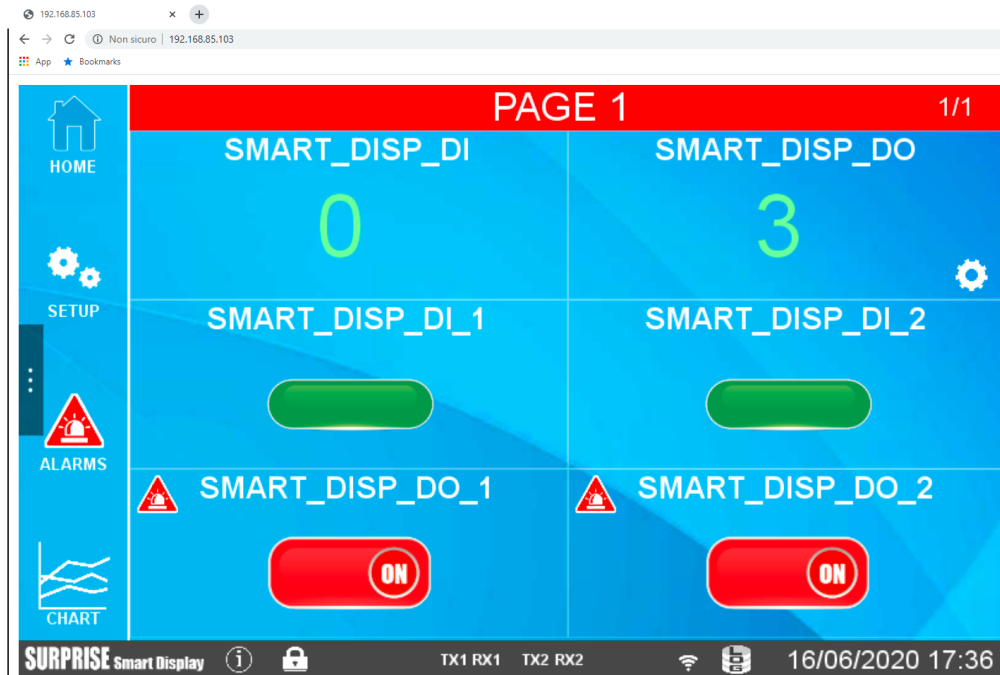 192.168.85.103
Non sicuro | 192.168.85.103
App Bookmarks
PAGE 1 1/1
HOME
SMART_DISP_DI SMART_DISP_DO
0 3
SETUP
SMART_DISP_DI_1 SMART_DISP_DI_2
ALARMS
SMART_DISP_DO_1 SMART_DISP_DO_2
ON ON
CHART
SURPRISE Smart Display i TX1 RX1 TX2 RX2 16/06/2020 17:36